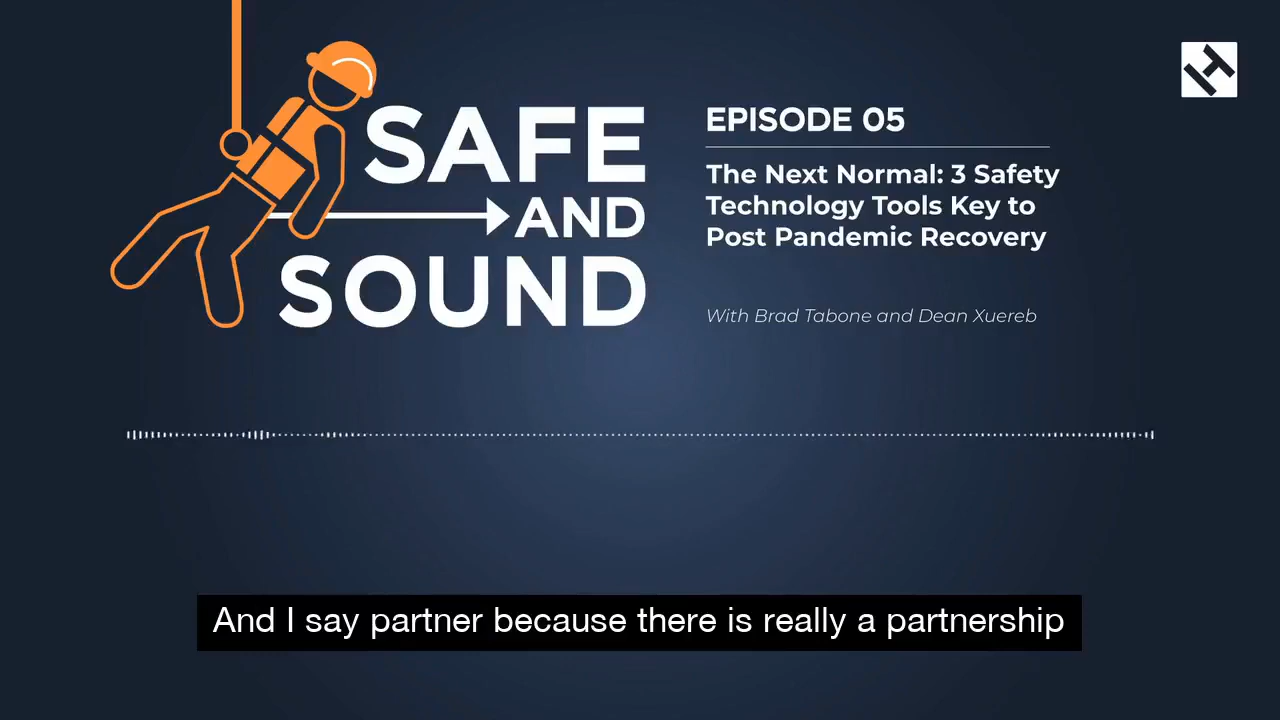 SAFE
AND
SOUND
EPISODE 05
The Next Normal: 3 Safety
Technology Tools Key to
Post Pandemic Recovery
With Brad Tabone and Dean Xuereb
And I say partner because there is really a partnership